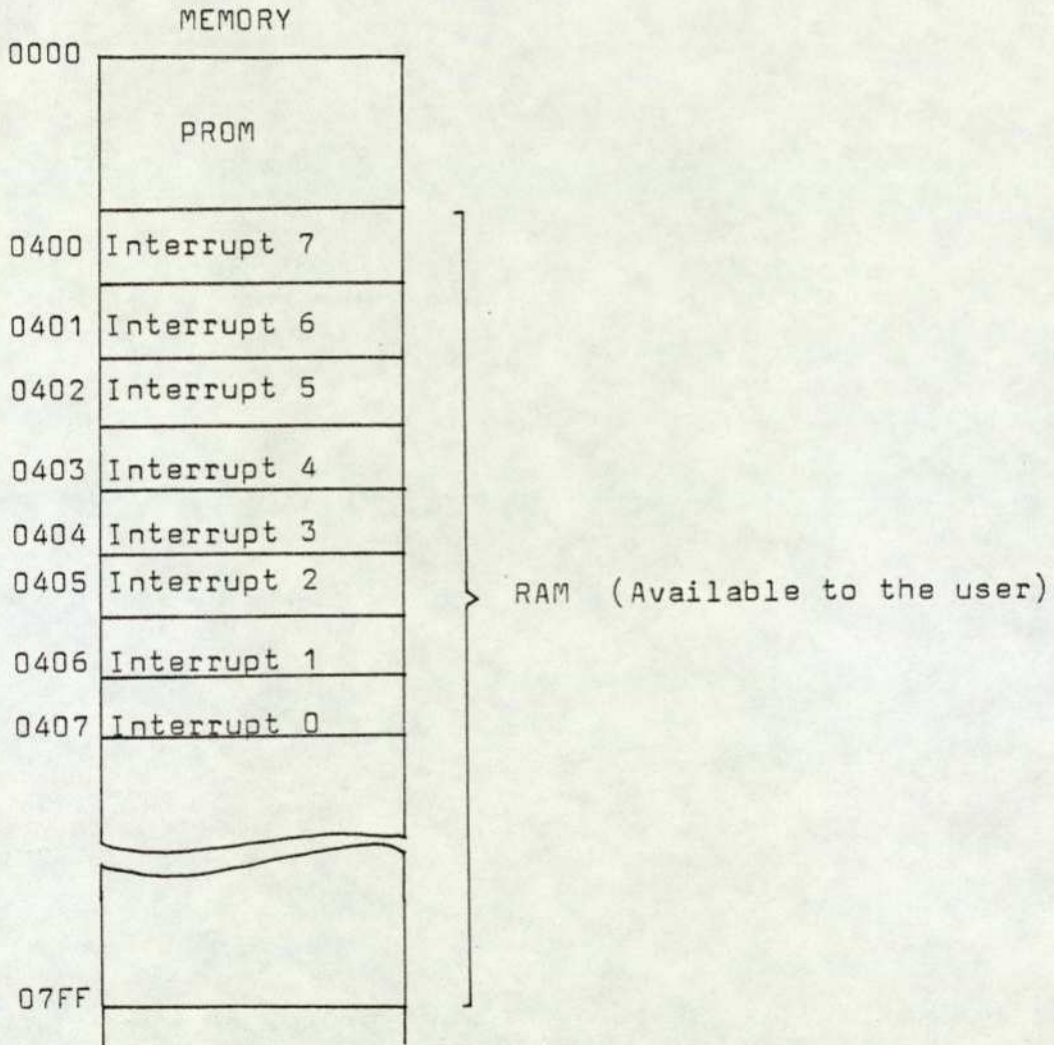 MEMORY
0000
PROM
0400 Interrupt 7
0401 Interrupt 6
0402 Interrupt 5
0403 Interrupt 4
0404 Interrupt 3
0405 Interrupt 2
RAM (Available to the user)
0406 Interrupt 1
0407 Interrupt 0
07FF